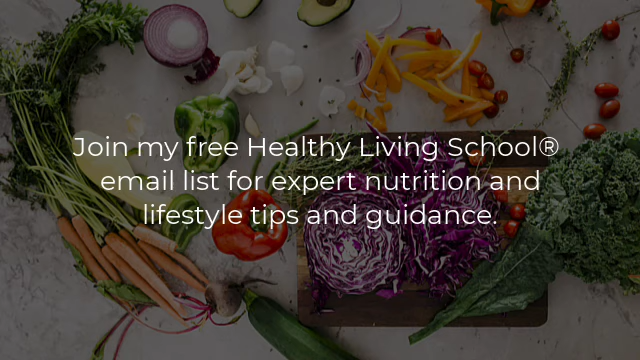 Join my free Healthy Living School®
email list for expert nutrition and
lifestyle tips and guidance.